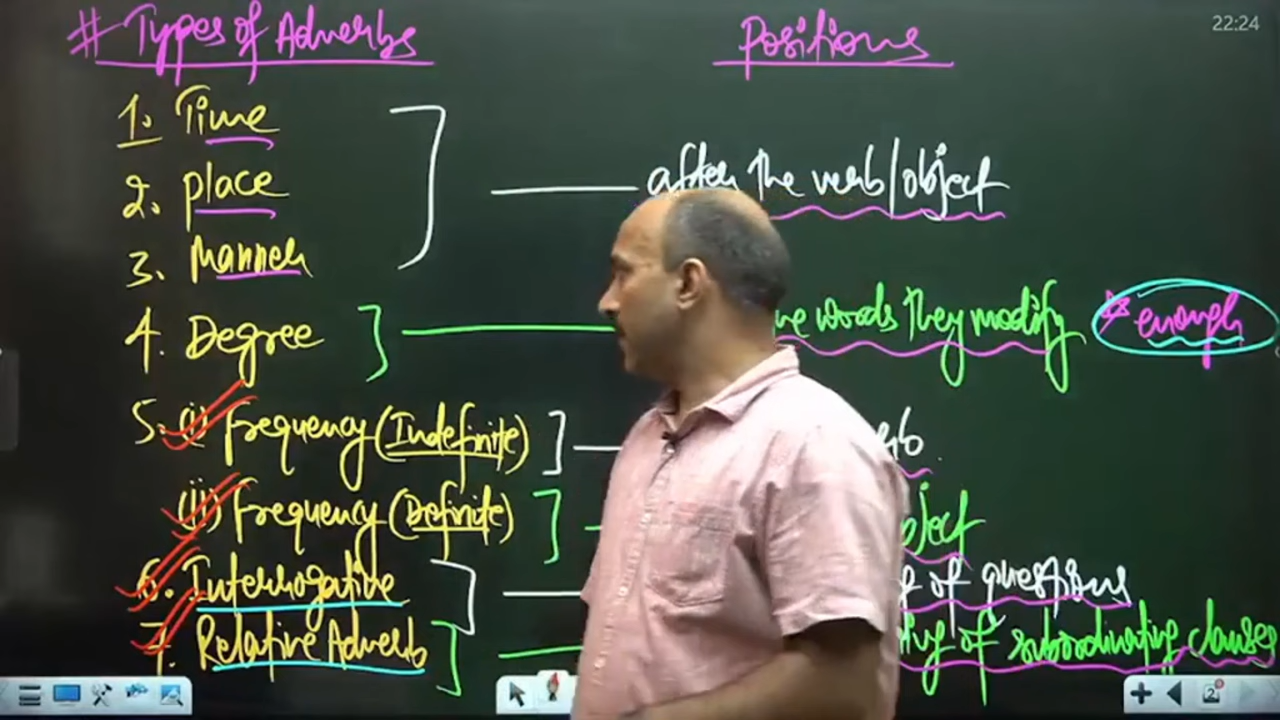 22:24
# Types of Adverbs Positions
1. Time
2. place after the verb/object
3. Manner
4. Degree words they modify * enough
5. (i) Frequency (Indefinite)
(ii) Frequency (Definite)
6. Interrogative of questions
7. Relative Adverb of subordinating clauses
2